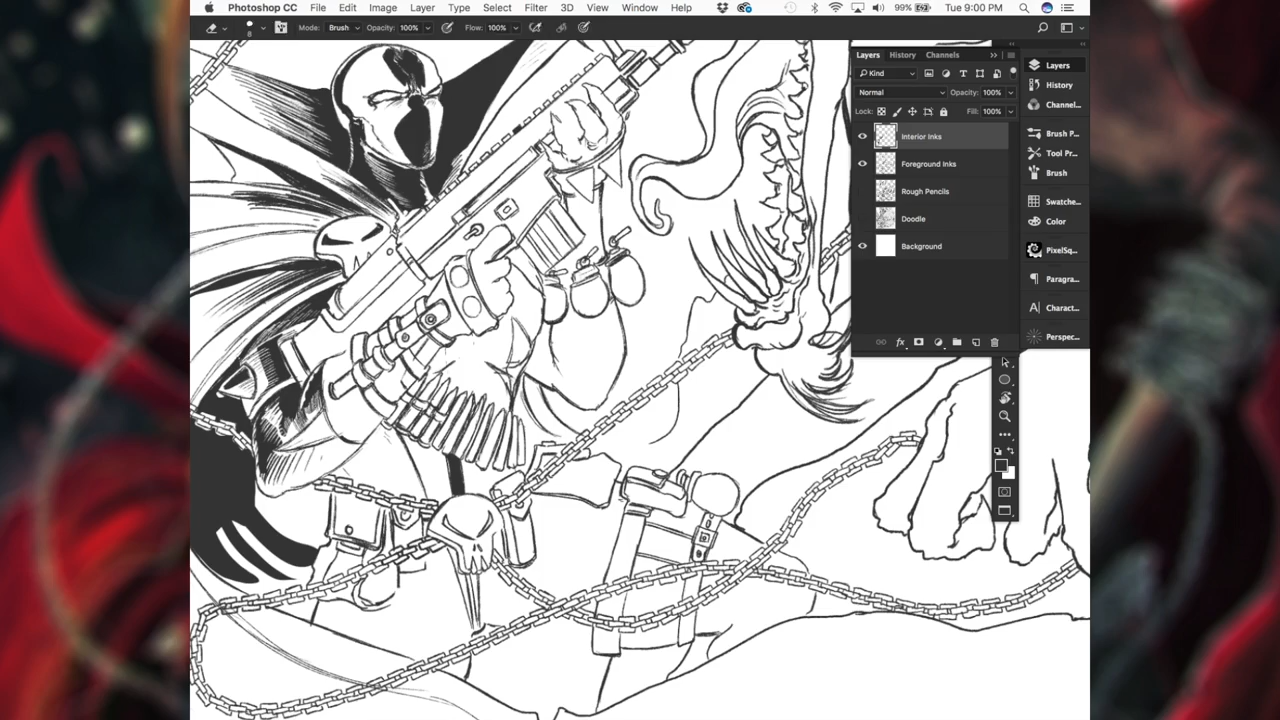 Photoshop CC File Edit Image Layer Type Select Filter 3D View Window Help 99% Tue 9:00 PM
8 Mode: Brush Opacity: 100% Flow: 100%
Layers History Channels
Kind
Normal Opacity: 100%
Lock: Fill: 100%
Interior Inks
Foreground Inks
Rough Pencils
Doodle
Background
fx
Layers
History
Channel...
Brush P...
Tool Pr...
Brush
Swatche...
Color
PixelSq...
Paragra...
Charact...
Perspec...